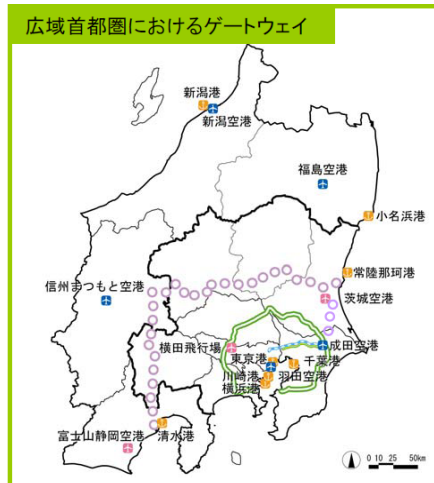 広域首都圏におけるゲートウェイ
新潟港
新潟空港
福島空港
小名浜港
常陸那珂港
信州まつもと空港
茨城空港
横田飛行場
成田空港
東京港
千葉港
川崎港
羽田空港
横浜港
富士山静岡空港
清水港
0 10 25 50km